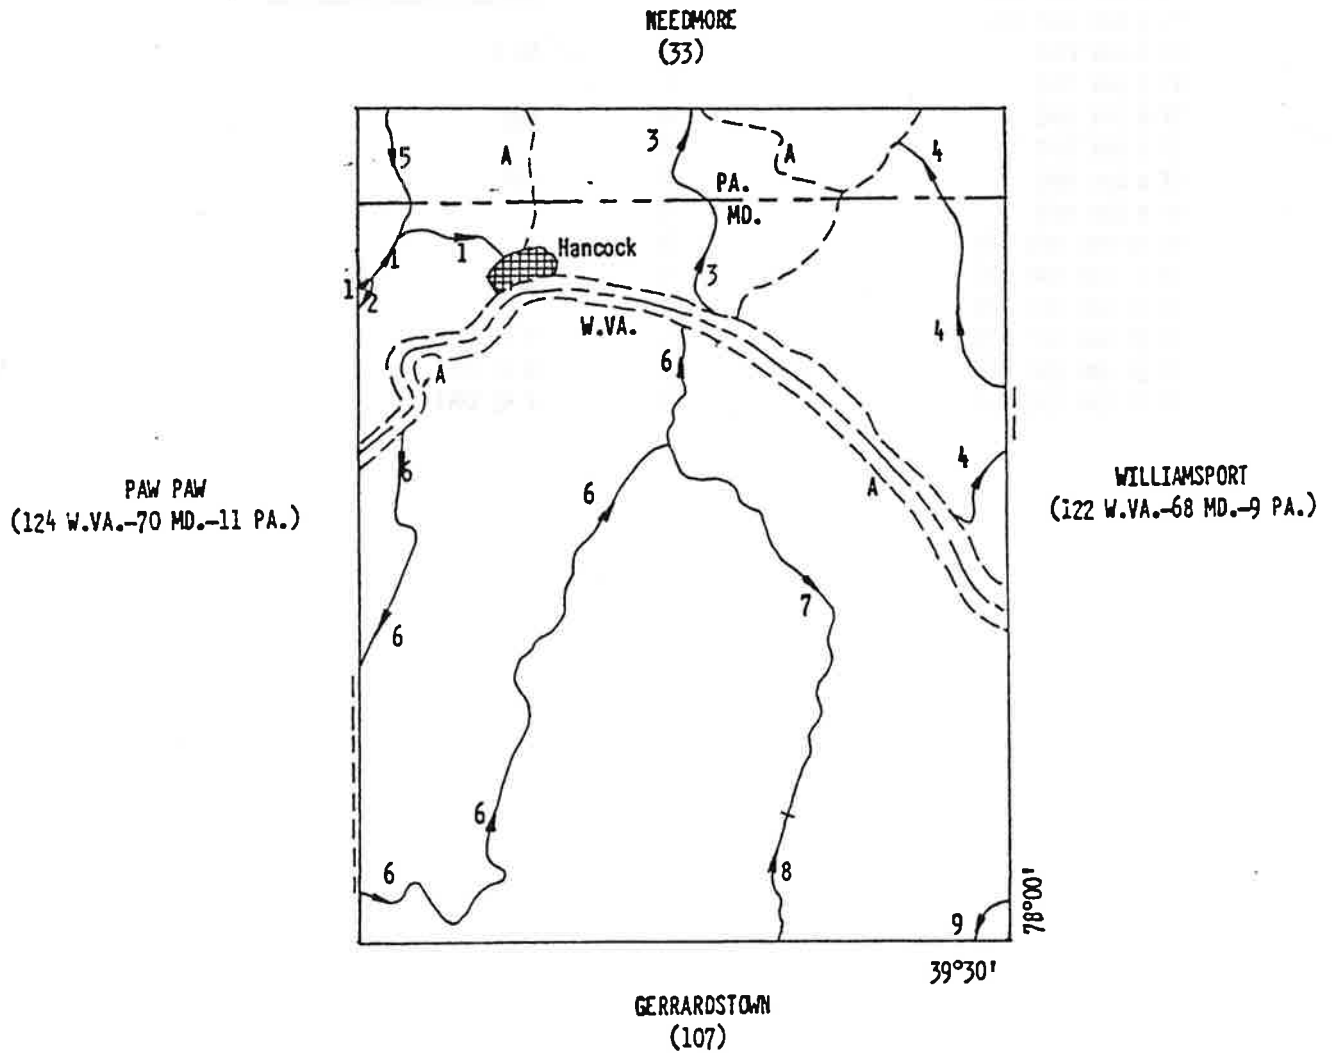 NEEDMORE
(33)
5
A
3
A
4
PA.
MD.
Hancock
1
1
1
2
3
4
W.VA.
6
A
6
4
A
6
PAW PAW
(124 W.VA.-70 MD.-11 PA.)
WILLIAMSPORT
(122 W.VA.-68 MD.-9 PA.)
7
6
6
6
8
9
78°00'
39°30'
GERRARDSTOWN
(107)